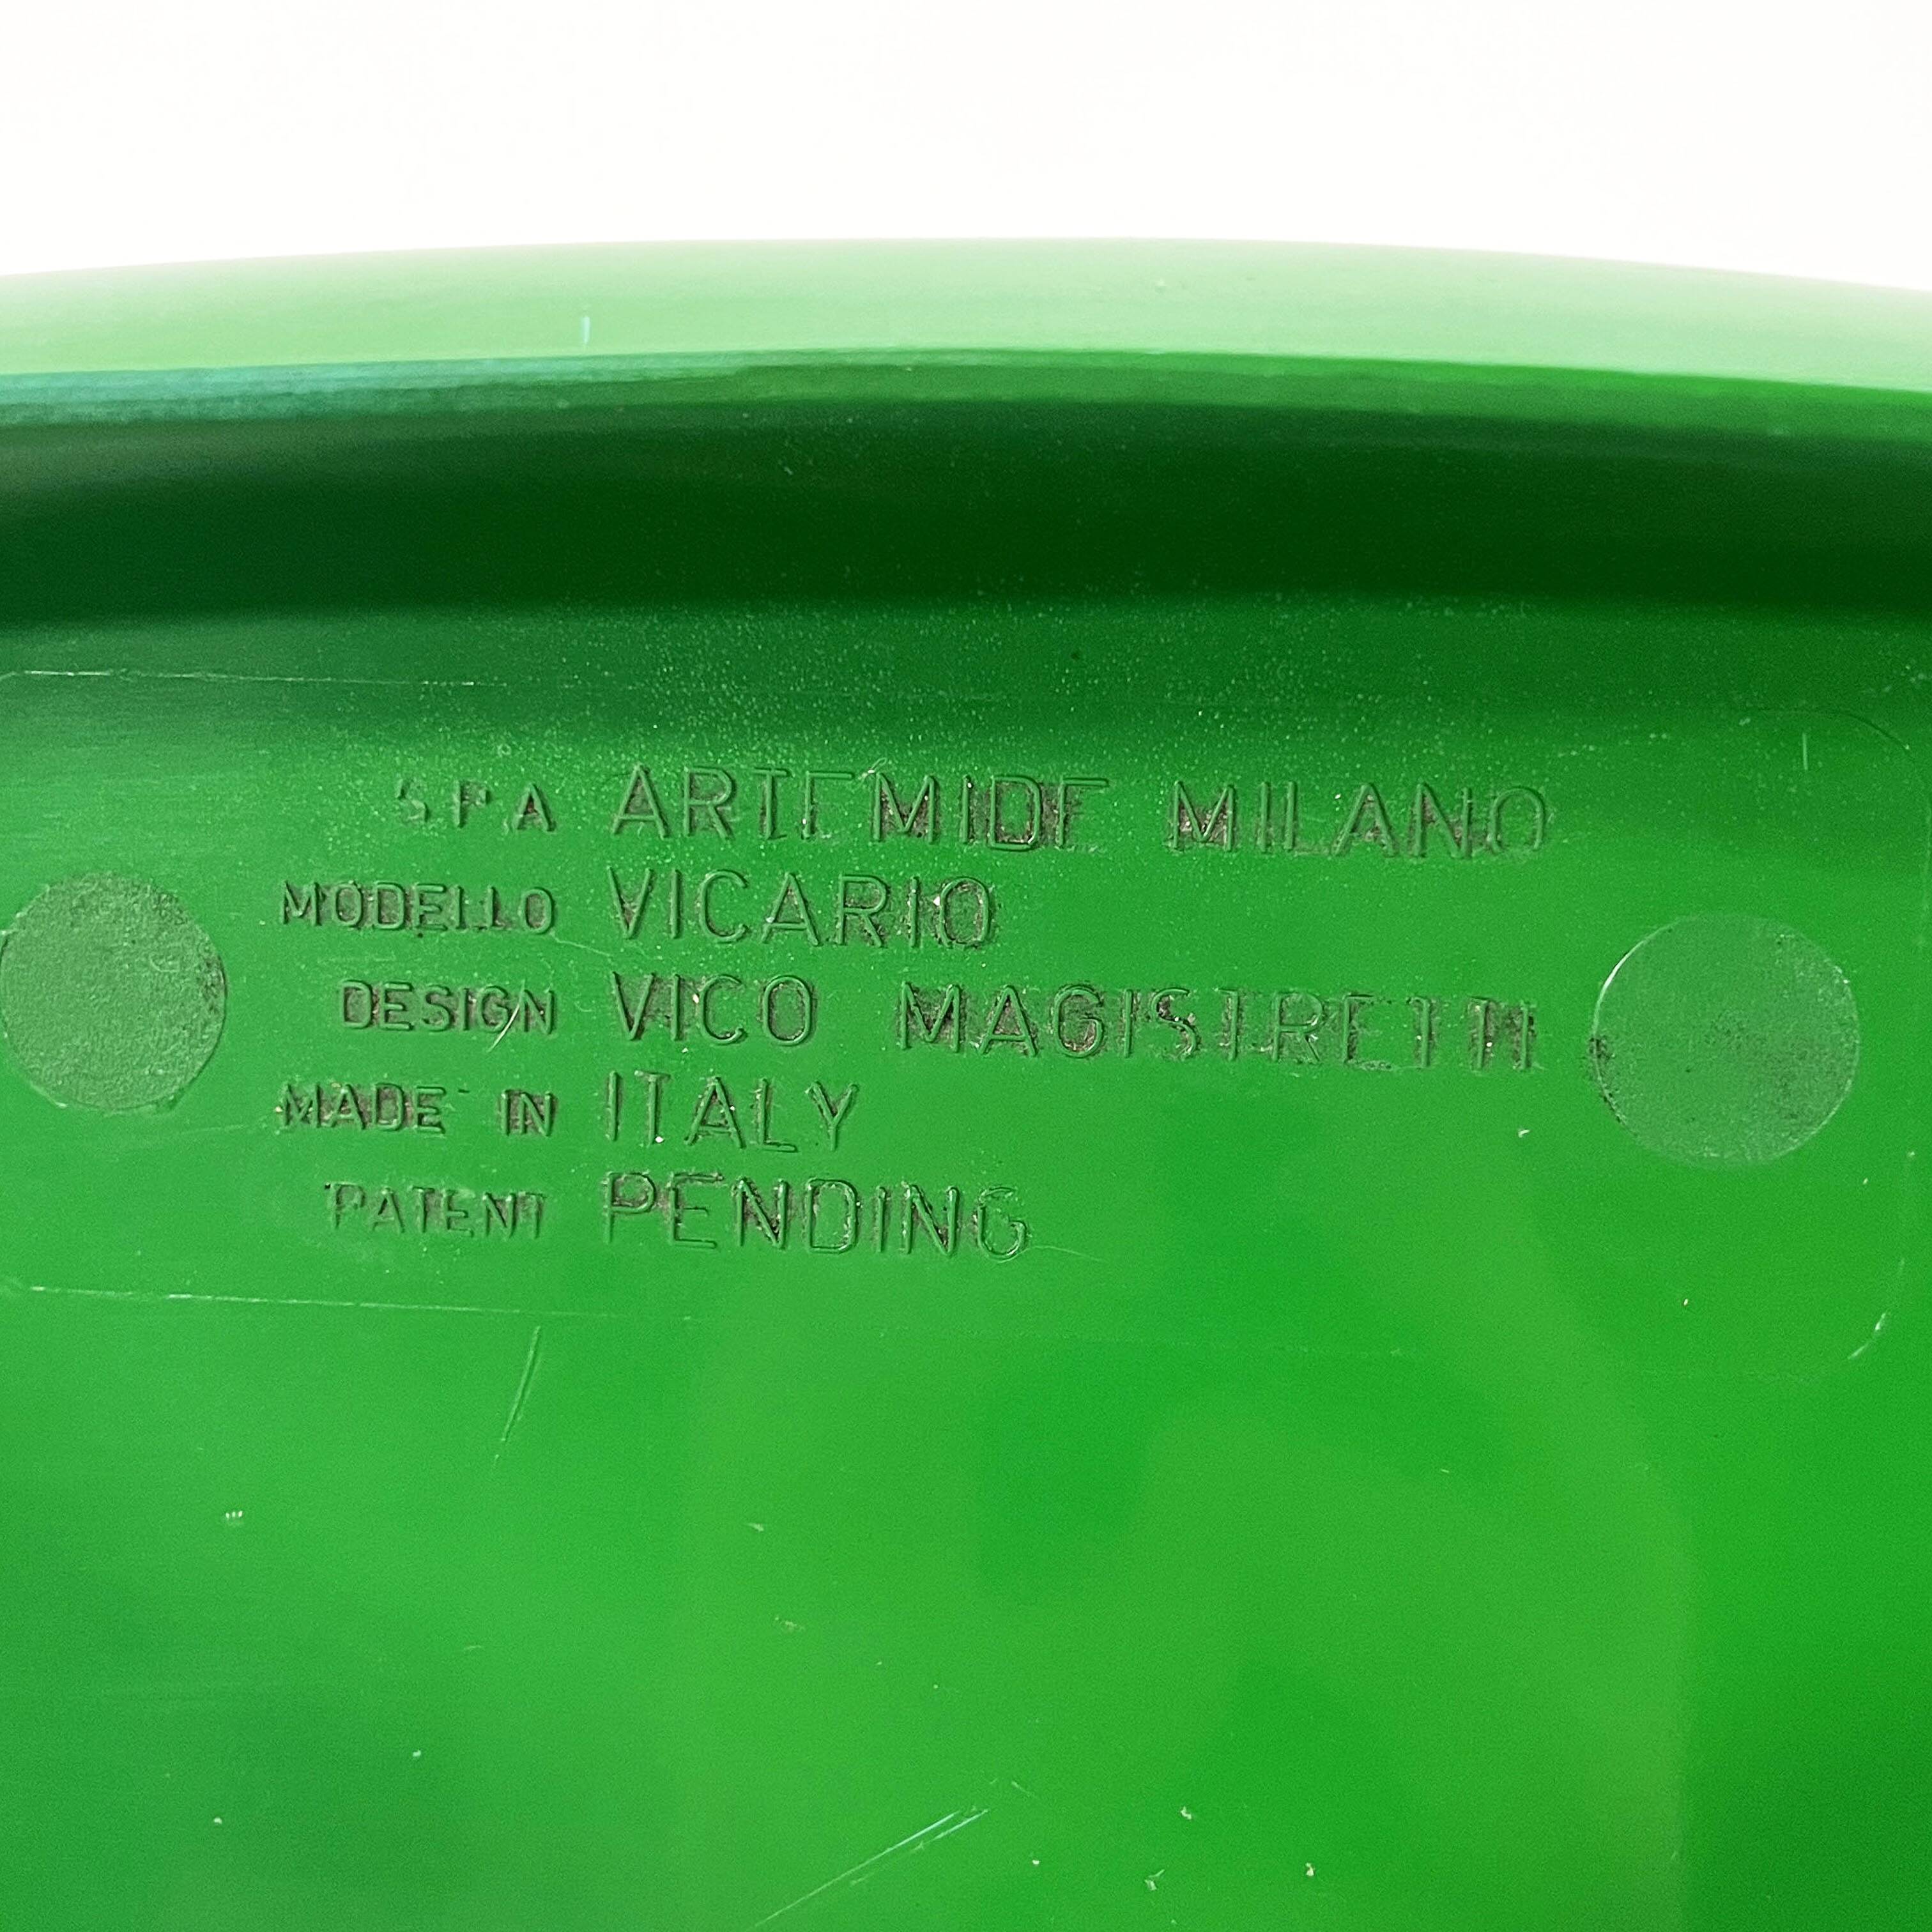 SPA ARTEMIDE MILANO
MODELLO VICARIO
DESIGN VICO MAGISTRETTI
MADE IN ITALY
PATENT PENDING